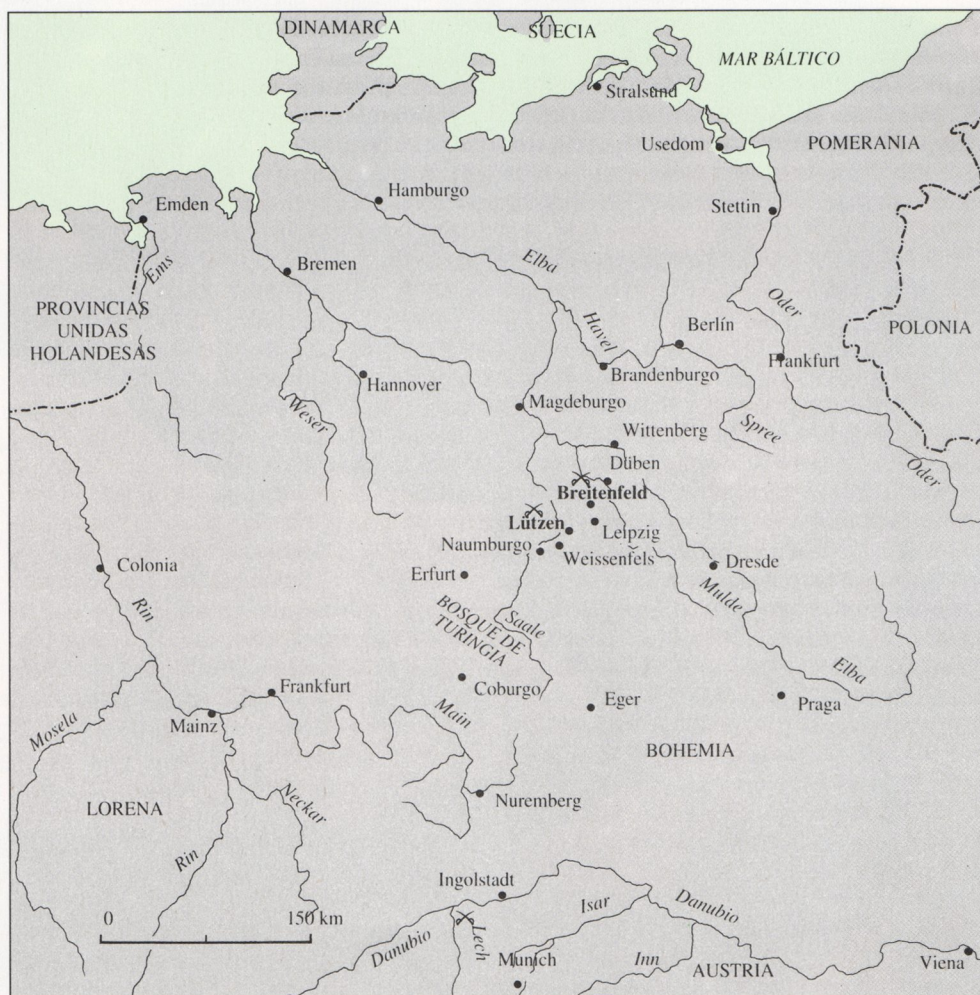 DINAMARCA
SUECIA
MAR BÁLTICO
Stralsund
Usedom
POMERANIA
Emden
Hamburgo
Stettin
Ems
Bremen
Elba
PROVINCIAS
UNIDAS
HOLANDESAS
Havel
Oder
Berlín
POLONIA
Frankfurt
Hannover
Brandenburgo
Weser
Magdeburgo
Spree
Wittenberg
Düben
Oder
Breitenfeld
Lützen
Leipzig
Naumburgo
Weissenfels
Colonia
Erfurt
Dresde
Rin
Mulde
BOSQUE DE
TURINGIA
Saale
Elba
Frankfurt
Coburgo
Eger
Praga
Mosela
Mainz
Main
BOHEMIA
LORENA
Neckar
Nuremberg
Rin
Ingolstadt
0 150 km
Isar
Danubio
Danubio
Lech
Munich
Inn
AUSTRIA
Viena